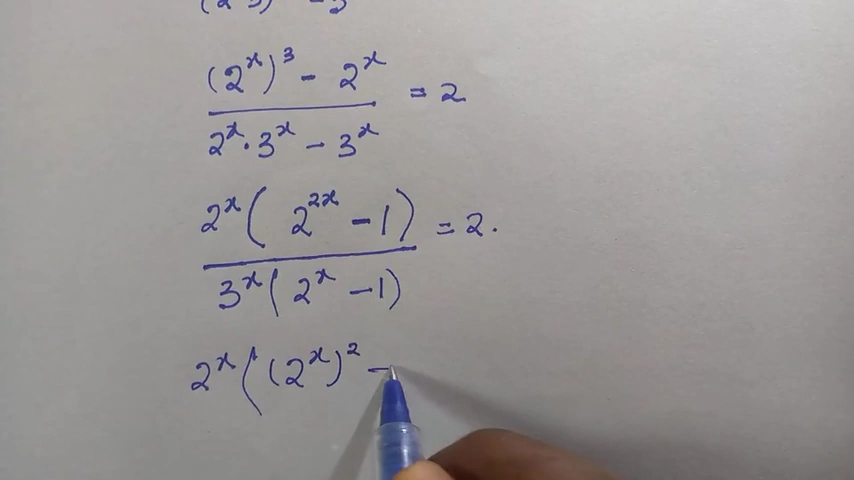 (2^x)^3 - 2^x
= 2
2^x · 3^x - 3^x
2^x ( 2^{2x} - 1)
= 2.
3^x ( 2^x - 1)
2^x ( (2^x)^2 -